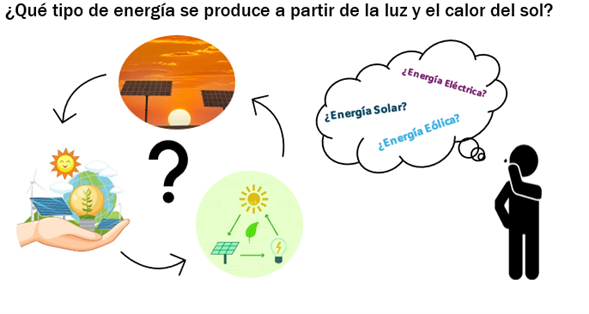 ¿Qué tipo de energía se produce a partir de la luz y el calor del sol?
¿Energía Eléctrica?
¿Energía Solar?
¿Energía Eólica?
?